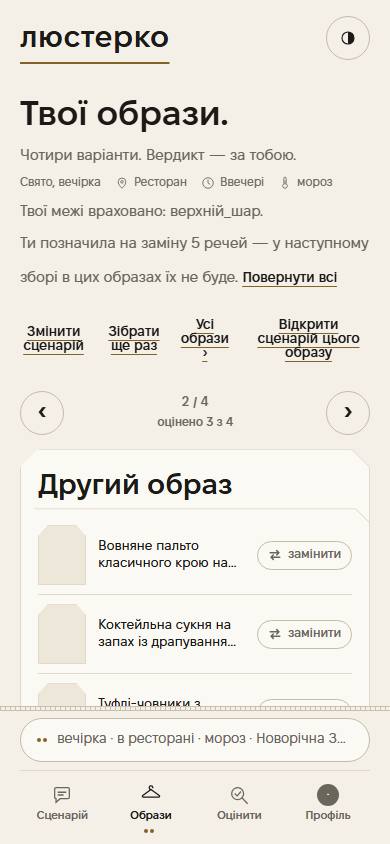 люстерко
Твої образи.
Чотири варіанти. Вердикт — за тобою.
Свято, вечірка Ресторан Ввечері мороз
Твої межі враховано: верхній_шар.
Ти позначила на заміну 5 речей — у наступному
зборі в цих образах їх не буде. Повернути всі
Змінити
сценарій
Зібрати
ще раз
Усі
образи
›
Відкрити
сценарій цього
образу
‹
2 / 4
оцінено 3 з 4
›
Другий образ
Вовняне пальто
класичного крою на...
замінити
Коктейльна сукня на
запах із драпування...
замінити
Туфлі-човники з
вечірка · в ресторані · мороз · Новорічна З...
Сценарій
Образи
Оцінити
Профіль